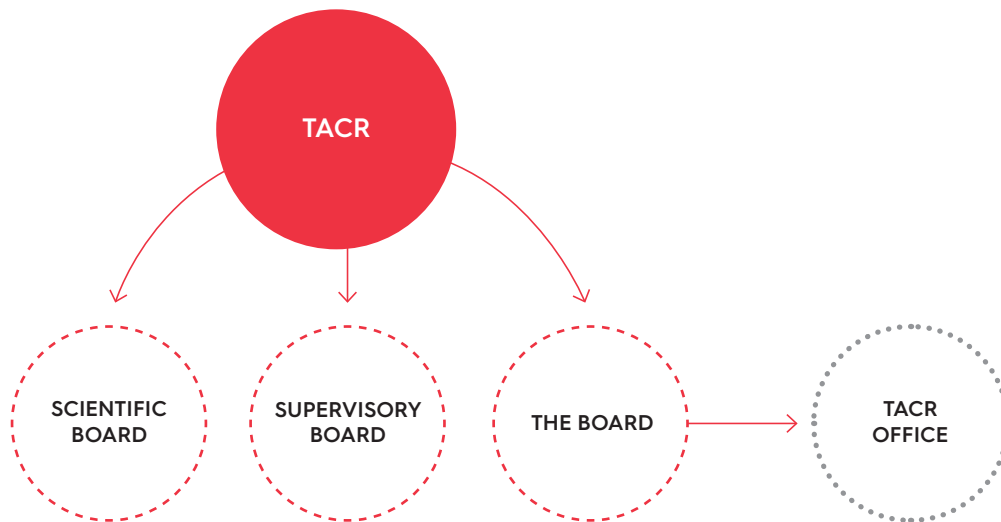 TACR
SCIENTIFIC
BOARD
SUPERVISORY
BOARD
THE BOARD
TACR
OFFICE